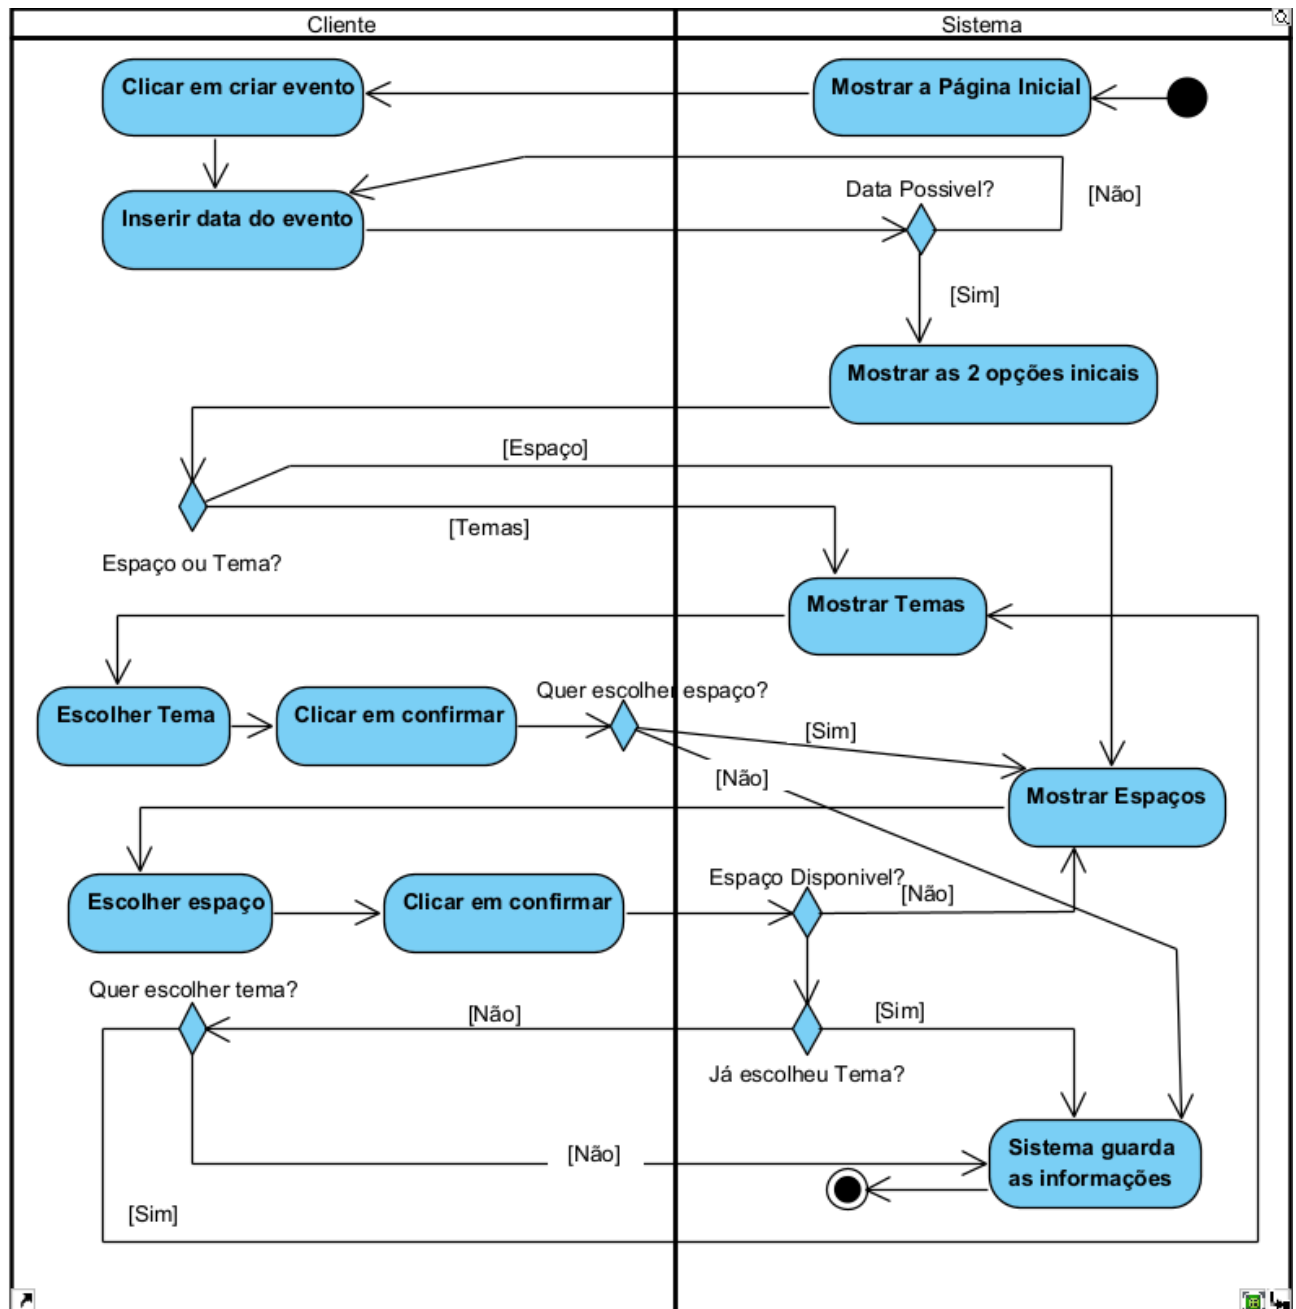 Cliente
Sistema
Clicar em criar evento
Mostrar a Página Inicial
Data Possivel?
[Não]
Inserir data do evento
[Sim]
Mostrar as 2 opções inicais
[Espaço]
[Temas]
Espaço ou Tema?
Mostrar Temas
Quer escolher espaço?
Escolher Tema
Clicar em confirmar
[Sim]
[Não]
Mostrar Espaços
Espaço Disponivel?
[Não]
Escolher espaço
Clicar em confirmar
Quer escolher tema?
[Não]
[Sim]
Já escolheu Tema?
[Não]
Sistema guarda
as informações
[Sim]